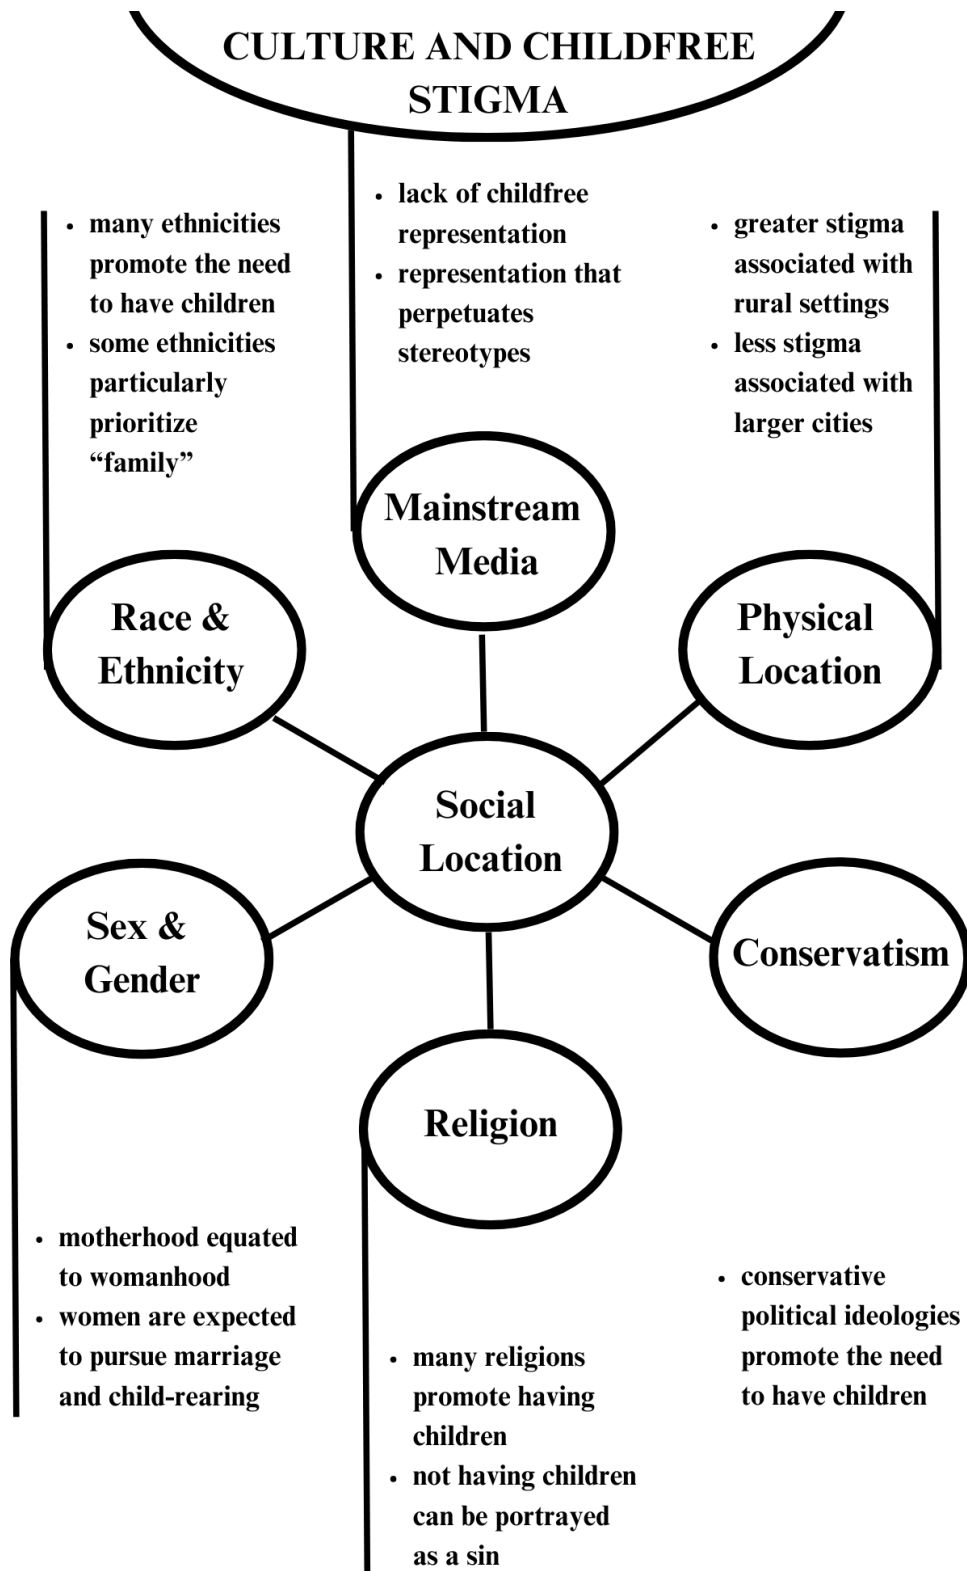 CULTURE AND CHILDFREE
STIGMA
• many ethnicities
promote the need
to have children
• some ethnicities
particularly
prioritize
“family”
• lack of childfree
representation
• representation that
perpetuates
stereotypes
• greater stigma
associated with
rural settings
• less stigma
associated with
larger cities
Mainstream
Media
Race &
Ethnicity
Physical
Location
Social
Location
Sex &
Gender
Conservatism
Religion
• motherhood equated
to womanhood
• women are expected
to pursue marriage
and child-rearing
• many religions
promote having
children
• not having children
can be portrayed
as a sin
• conservative
political ideologies
promote the need
to have children